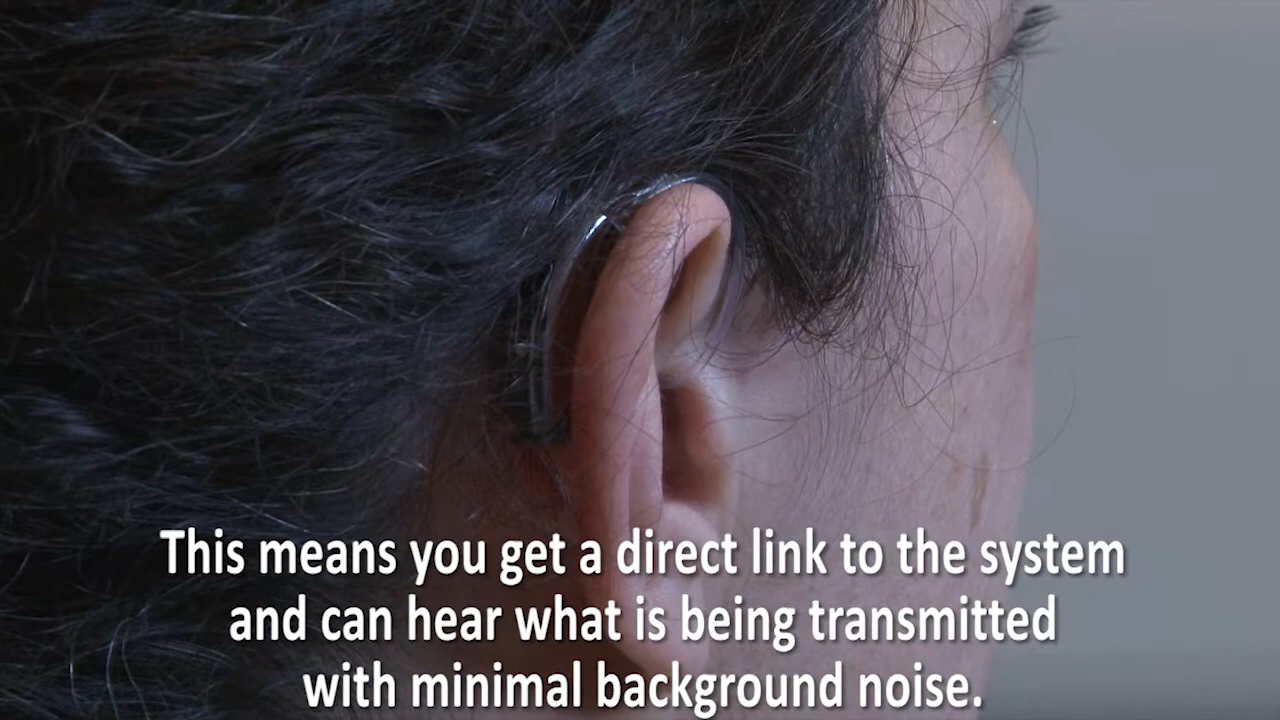 This means you get a direct link to the system
and can hear what is being transmitted
with minimal background noise.